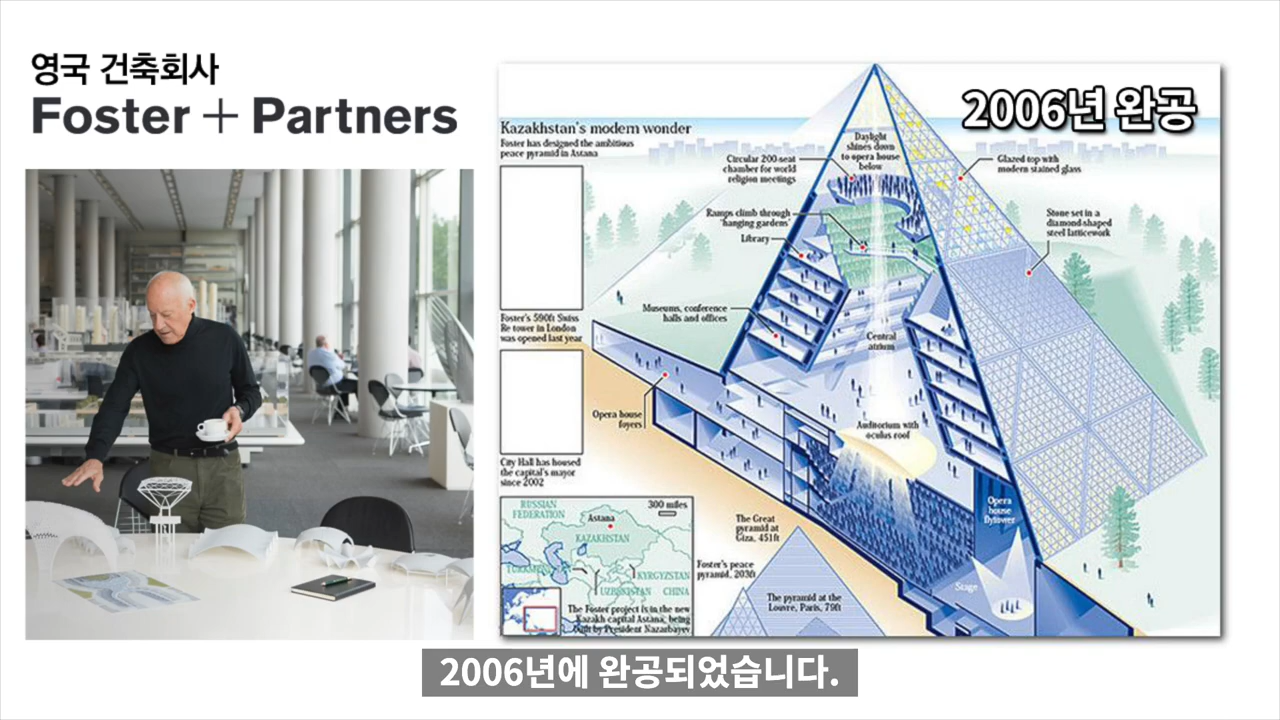 영국 건축회사
Foster + Partners
2006년 완공
Kazakhstan's modern wonder
Foster has designed the ambitious
peace pyramid in Astana
Daylight
shines down
to opera house
below
Circular 200-seat
chamber for world
religion meetings
Glazed top with
modern stained glass
Ramps climb through
'hanging gardens'
Library
Stone set in a
diamond-shaped
steel latticework
Museums, conference
halls and offices
Foster's 590ft Swiss
Re tower in London
was opened last year
Central
atrium
Opera house
foyers
Auditorium with
oculus roof
City Hall has housed
the capital's mayor
since 2002
Opera
house
flytower
RUSSIAN
FEDERATION
300 miles
Astana
KAZAKHSTAN
KYRGYZSTAN
UZBEKISTAN
CHINA
The Foster project is in the new
Kazakh capital Astana, being
built by President Nazarbayev
The Great
pyramid at
Giza, 451ft
Foster's peace
pyramid, 203ft
The pyramid at the
Louvre, Paris, 79ft
Stage
2006년에 완공되었습니다.